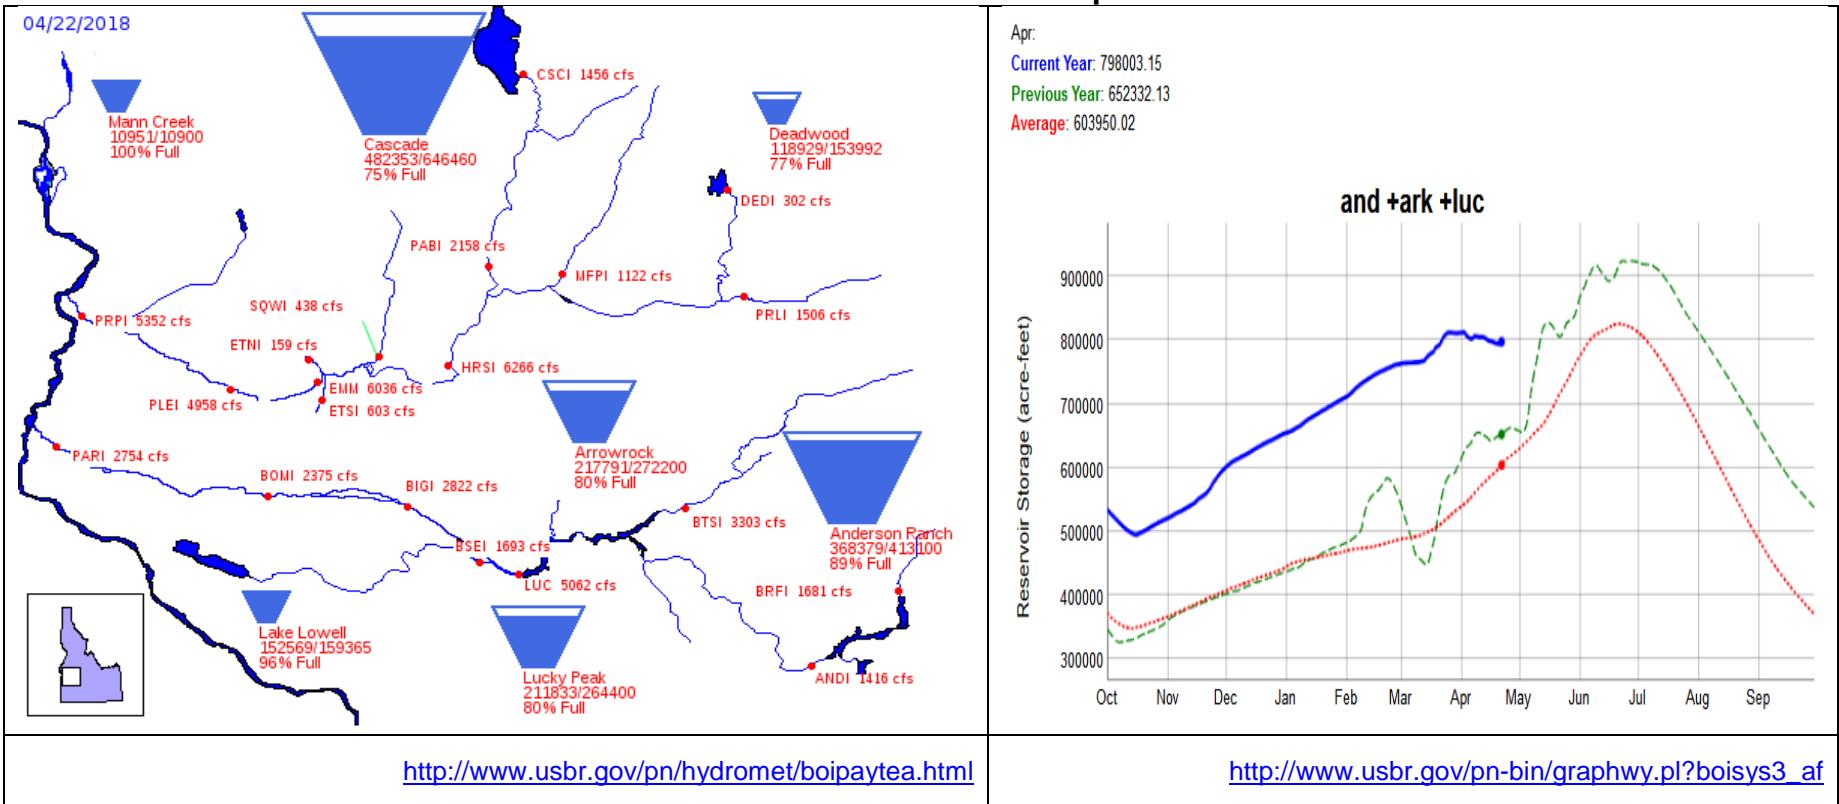 04/22/2018
Mann Creek
10951/10900
100% Full
Cascade
482353/646460
75% Full
CSCI 1456 cfs
Deadwood
118929/153992
77% Full
DEDI 302 cfs
PABI 2158 cfs
MFPI 1122 cfs
SQWI 438 cfs
PRPI 5352 cfs
PRLI 1506 cfs
ETNI 159 cfs
HRSI 6266 cfs
EMM 6036 cfs
PLEI 4958 cfs
ETSI 603 cfs
Arrowrock
217791/272200
80% Full
PARI 2754 cfs
BOMI 2375 cfs
BIGI 2822 cfs
BTSI 3303 cfs
Anderson Ranch
368379/413100
89% Full
BSEI 1693 cfs
LUC 5062 cfs
BRFI 1681 cfs
Lake Lowell
152569/159365
96% Full
Lucky Peak
211833/264400
80% Full
ANDI 1416 cfs
http://www.usbr.gov/pn/hydromet/boipaytea.html
Apr:
Current Year: 798003.15
Previous Year: 652332.13
Average: 603950.02
and +ark +luc
Reservoir Storage (acre-feet)
900000
800000
700000
600000
500000
400000
300000
Oct Nov Dec Jan Feb Mar Apr May Jun Jul Aug Sep
http://www.usbr.gov/pn-bin/graphwy.pl?boisys3_af